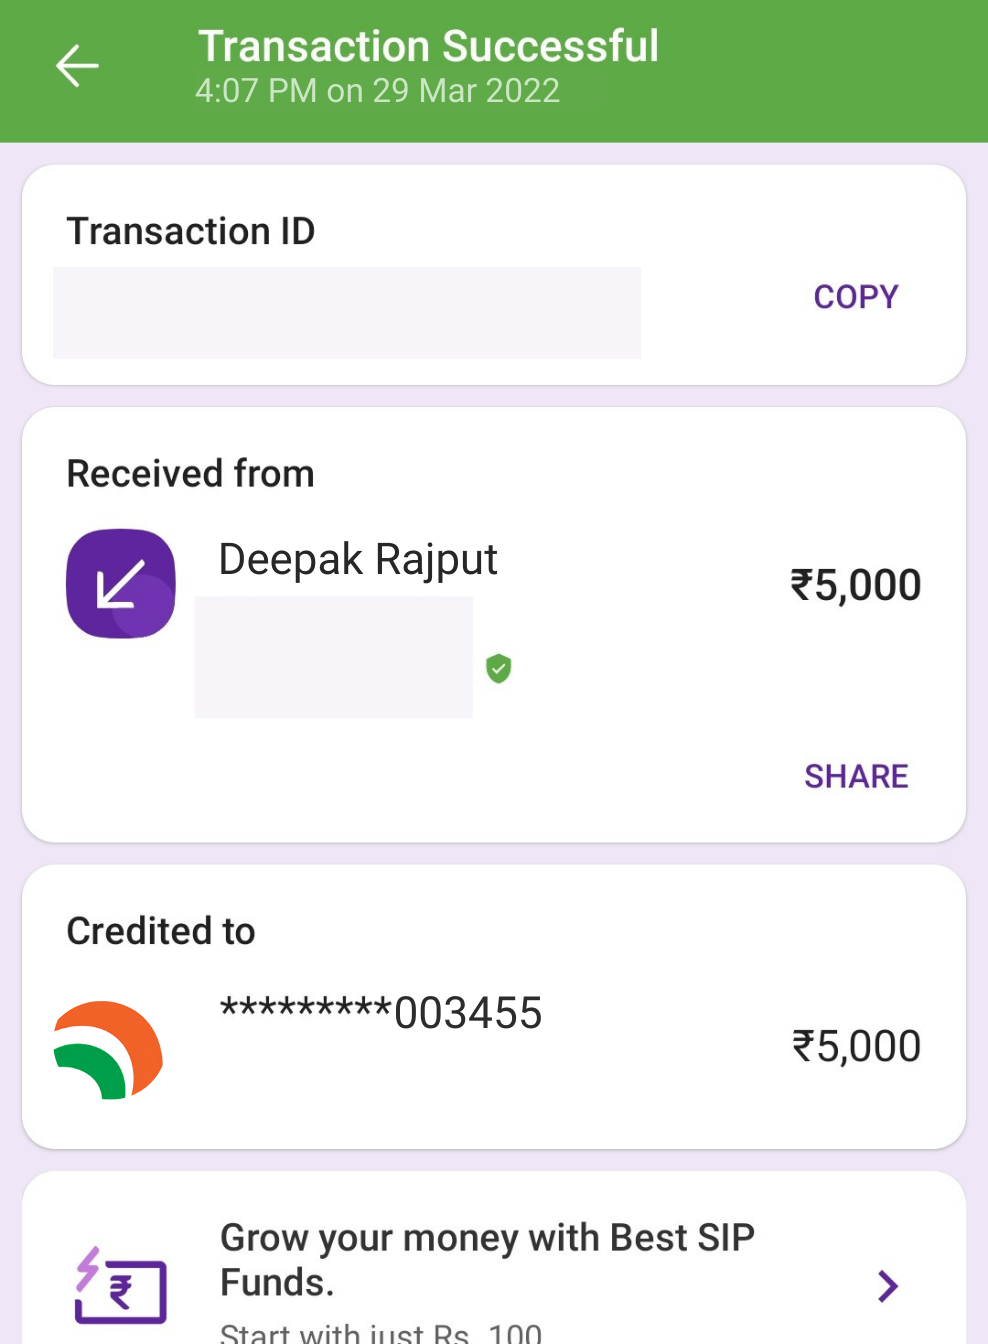 Transaction Successful
4:07 PM on 29 Mar 2022
Transaction ID
COPY
Received from
Deepak Rajput
₹5,000
SHARE
Credited to
*********003455
₹5,000
Grow your money with Best SIP
Funds.
Start with just Rs. 100